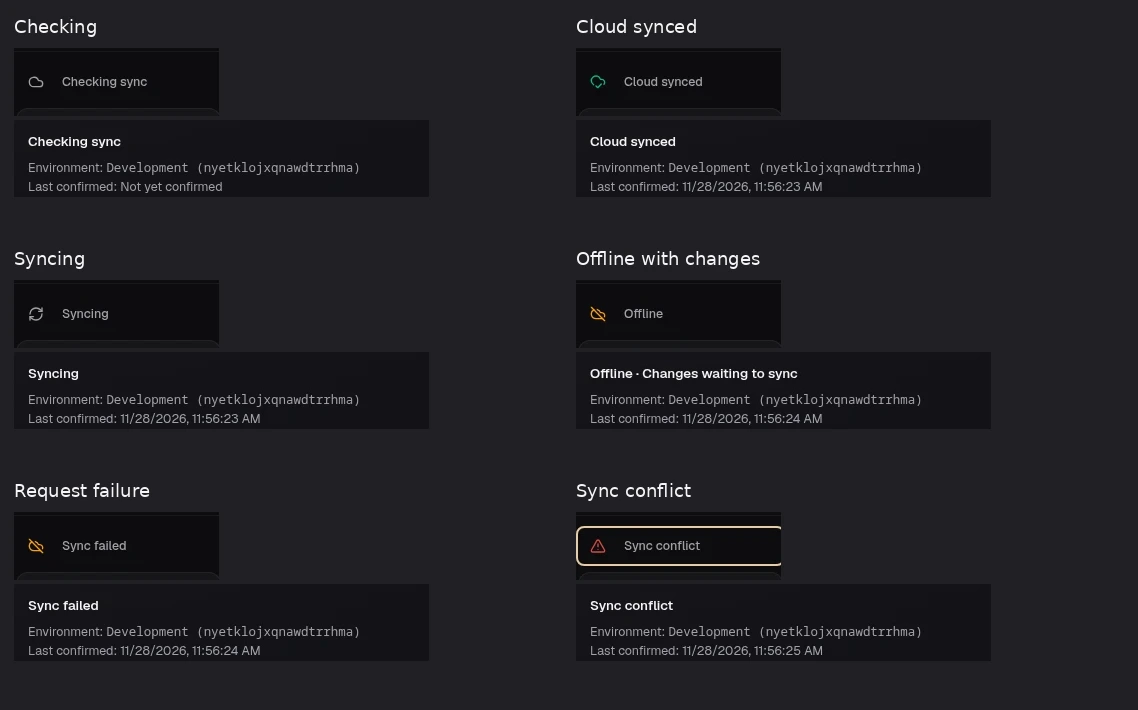 Checking
Checking sync
Checking sync
Environment: Development (nyetklojxqnawdtrrhma)
Last confirmed: Not yet confirmed
Cloud synced
Cloud synced
Cloud synced
Environment: Development (nyetklojxqnawdtrrhma)
Last confirmed: 11/28/2026, 11:56:23 AM
Syncing
Syncing
Syncing
Environment: Development (nyetklojxqnawdtrrhma)
Last confirmed: 11/28/2026, 11:56:23 AM
Offline with changes
Offline
Offline · Changes waiting to sync
Environment: Development (nyetklojxqnawdtrrhma)
Last confirmed: 11/28/2026, 11:56:24 AM
Request failure
Sync failed
Sync failed
Environment: Development (nyetklojxqnawdtrrhma)
Last confirmed: 11/28/2026, 11:56:24 AM
Sync conflict
Sync conflict
Sync conflict
Environment: Development (nyetklojxqnawdtrrhma)
Last confirmed: 11/28/2026, 11:56:25 AM